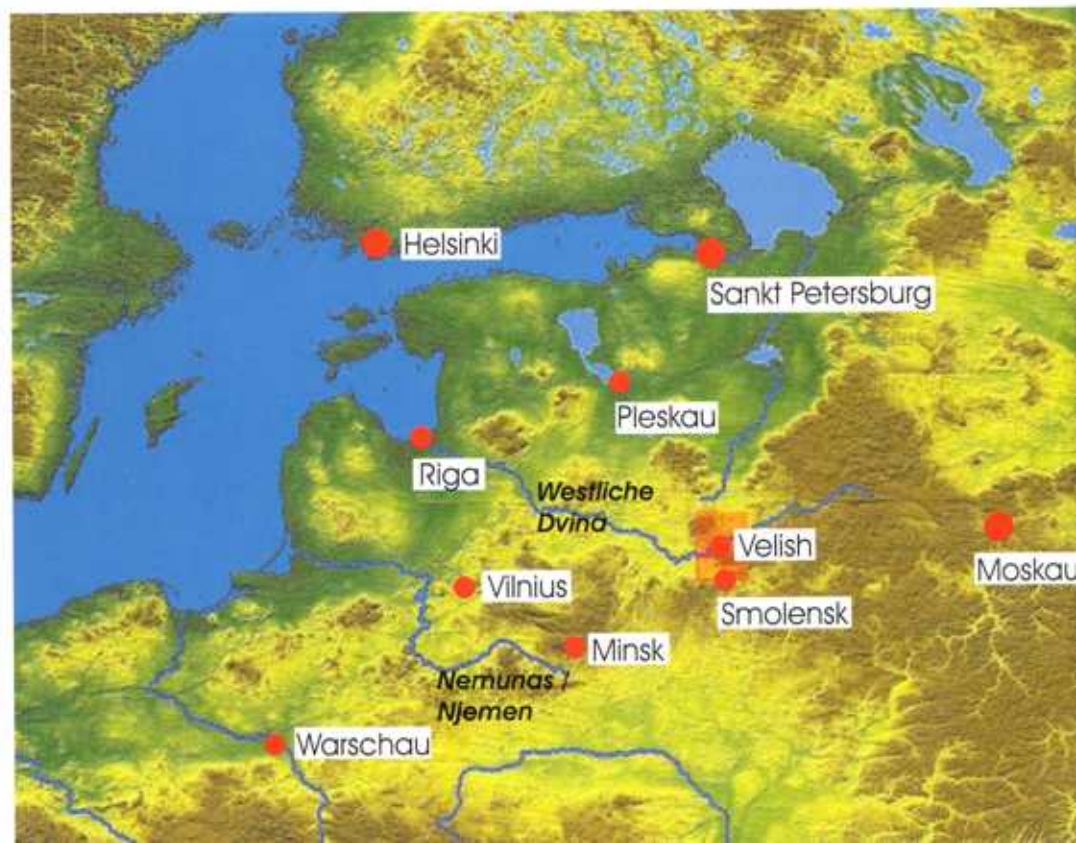 Helsinki
Sankt Petersburg
Pleskau
Riga
Westliche
Dvina
Velish
Moskau
Vilnius
Smolensk
Minsk
Nemunas /
Njemen
Warschau